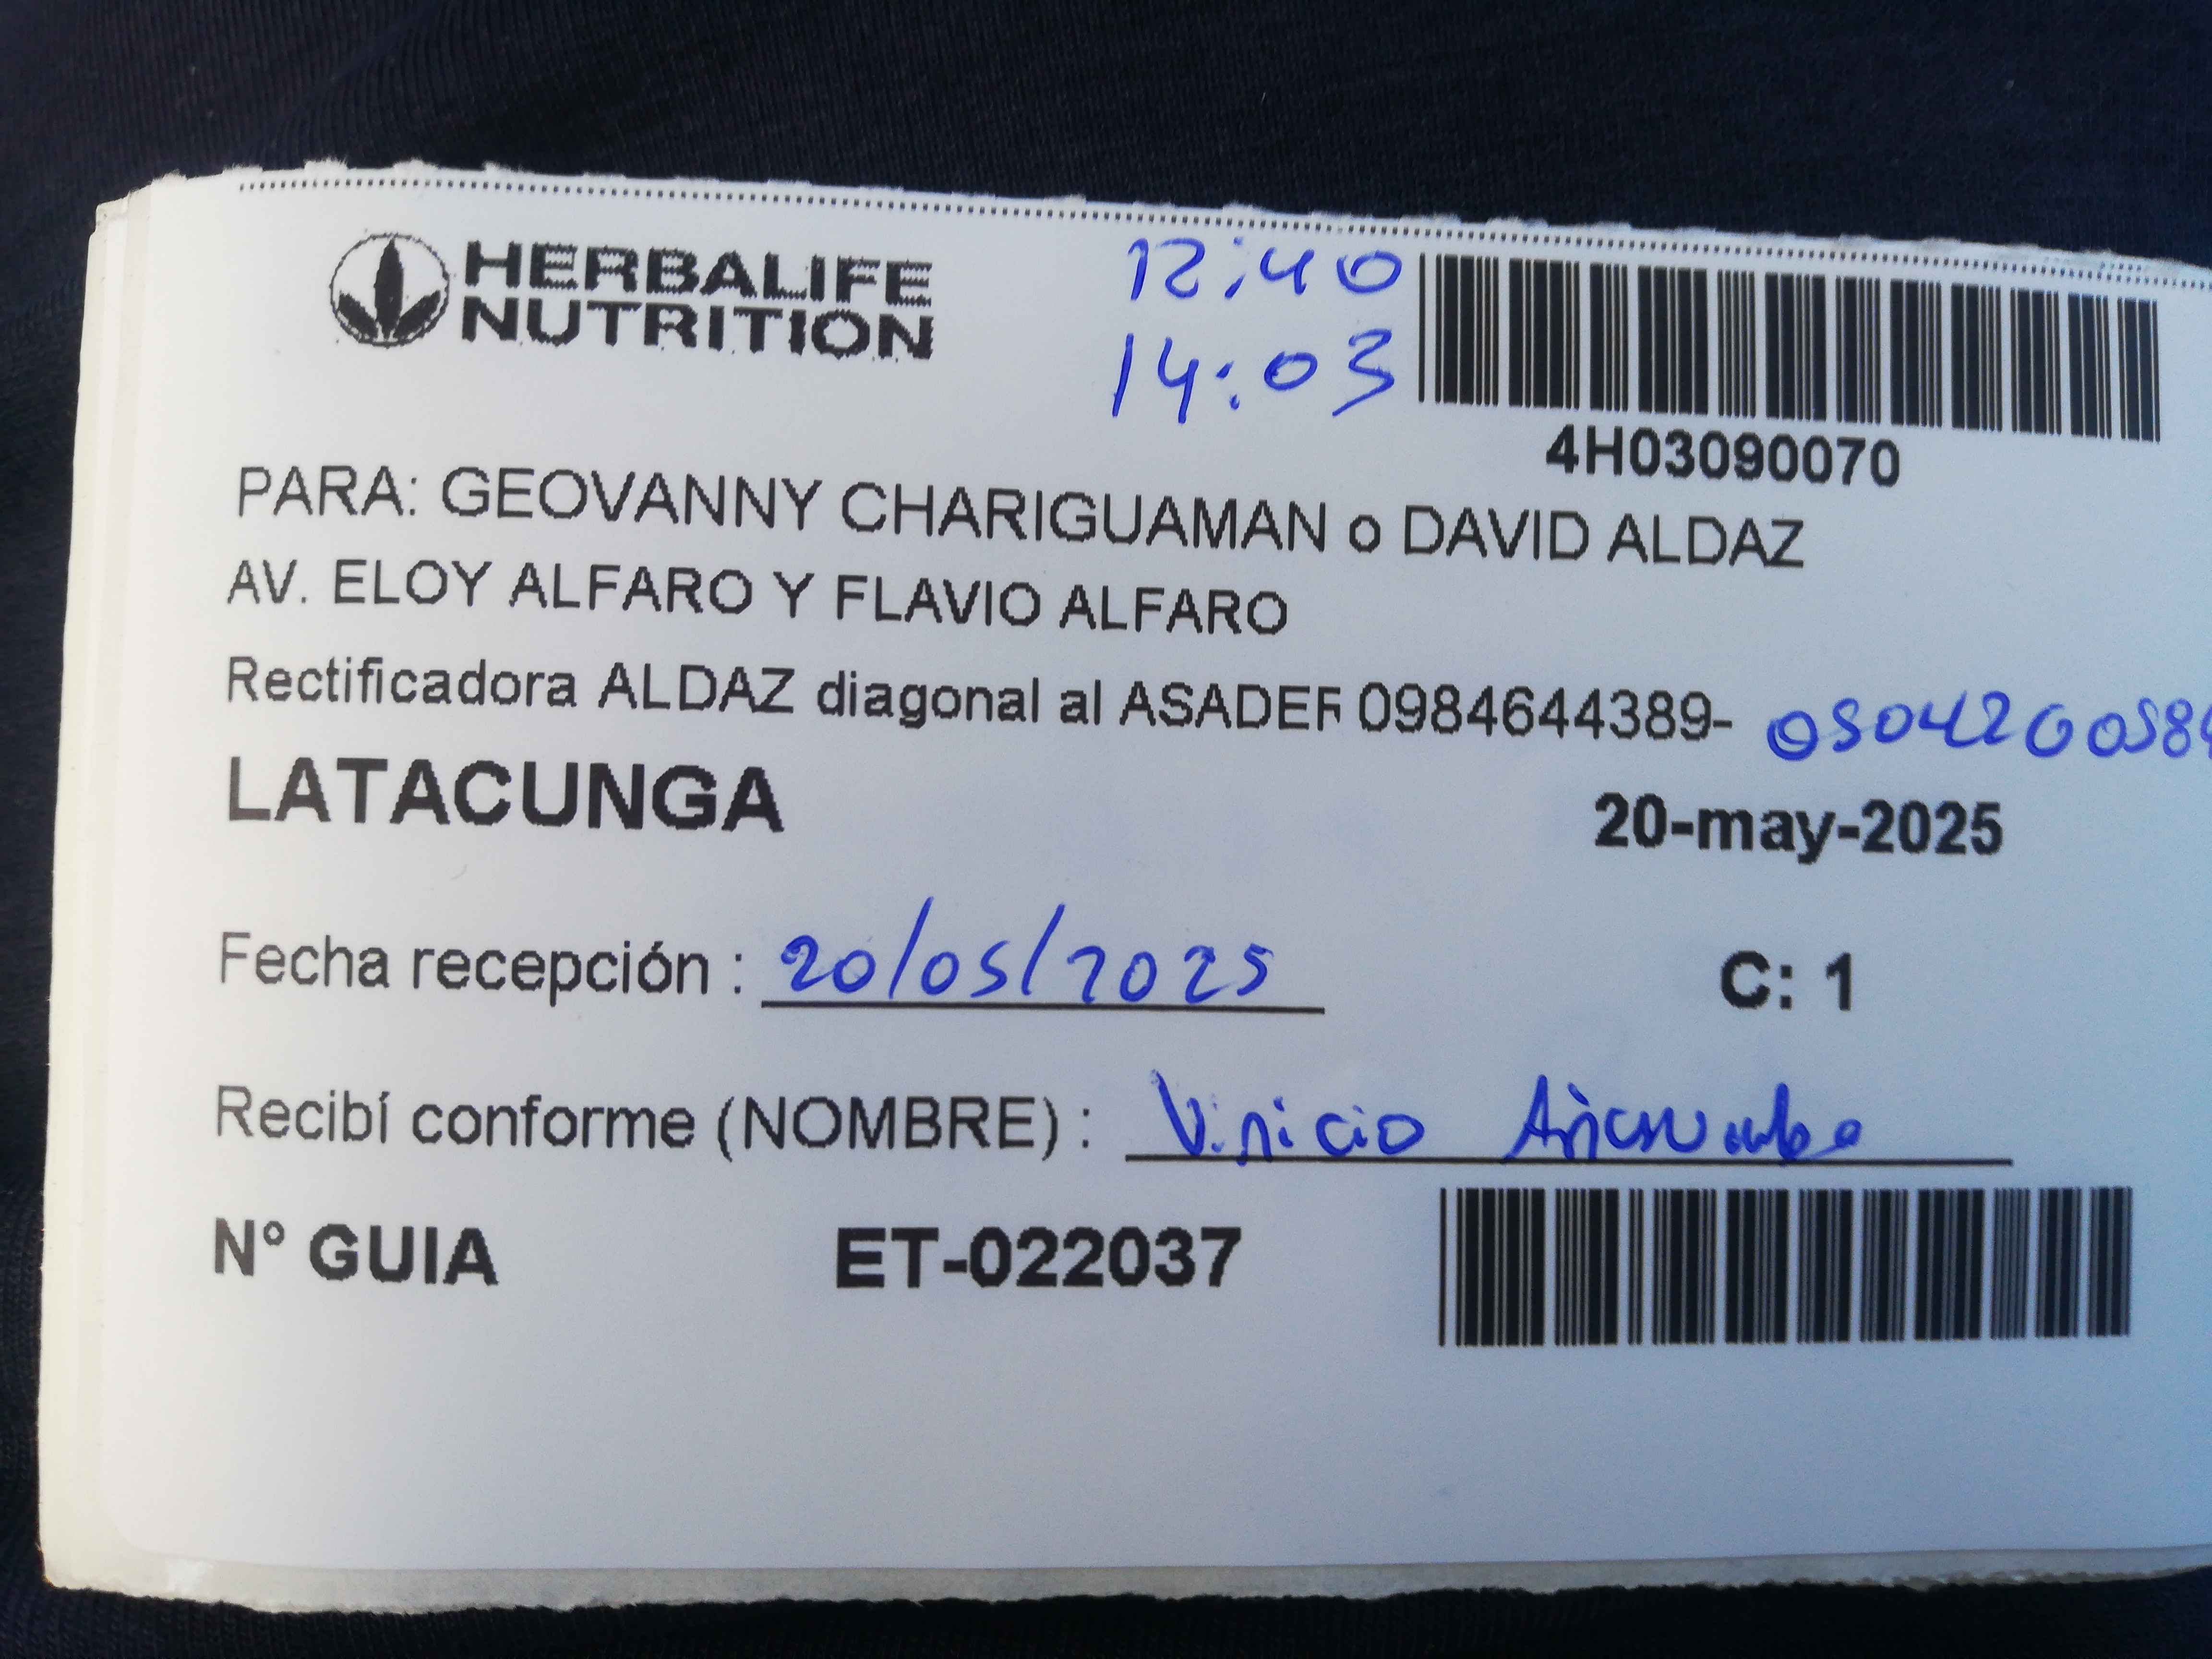 HERBALIFE
NUTRITION
12:40
14:03
4H03090070
PARA: GEOVANNY CHARIGUAMAN o DAVID ALDAZ
AV. ELOY ALFARO Y FLAVIO ALFARO
Rectificadora ALDAZ diagonal al ASADEF 0984644389-
LATACUNGA
20-may-2025
Fecha recepción : 20/05/2025
C: 1
Recibí conforme (NOMBRE) : Vinicio
N° GUIA ET-022037